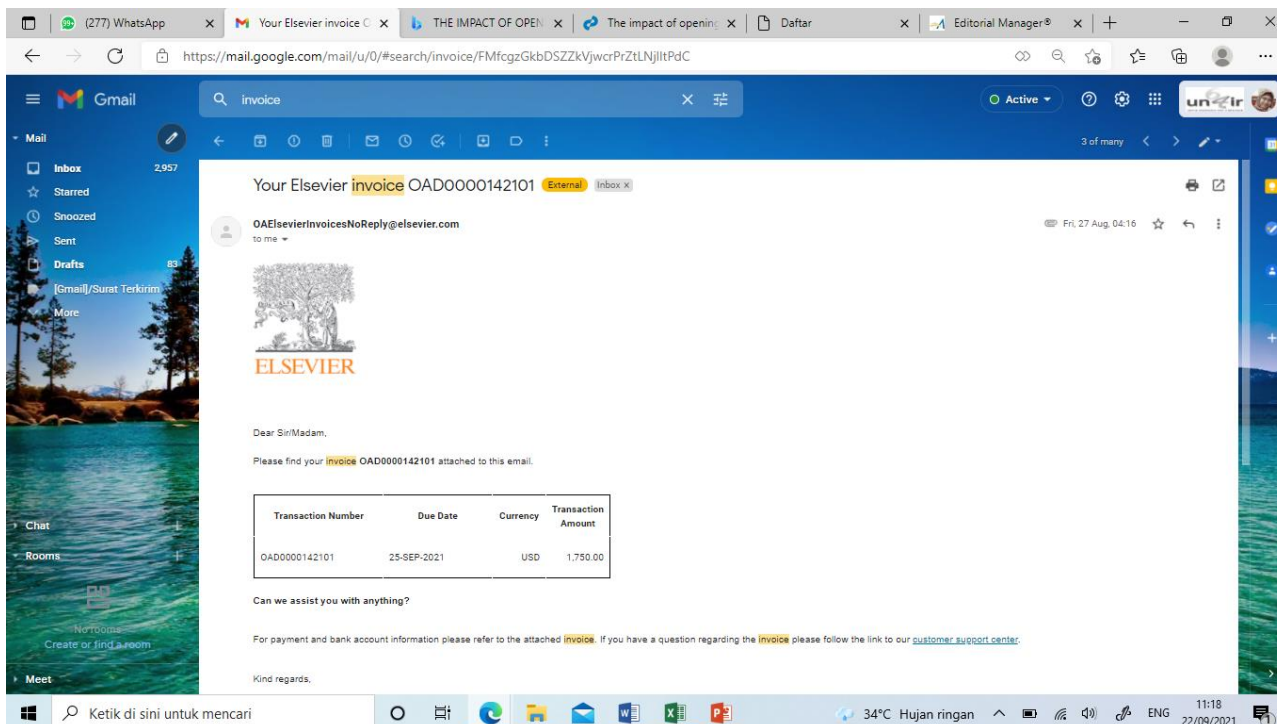 (277) WhatsApp
Your Elsevier invoice O
THE IMPACT OF OPEN
The impact of opening
Daftar
Editorial Manager®
https://mail.google.com/mail/u/0/#search/invoice/FMfcgzGkbDSZZkVjwcrPrZtLNjlltPdC
Gmail
invoice
Active
unair
Mail
3 of many
Inbox 2,957
Your Elsevier invoice OAD0000142101 External Inbox x
Starred
Snoozed
OAElsevierInvoicesNoReply@elsevier.com
Fri, 27 Aug, 04:16
to me
Sent
Drafts 83
[Gmail]/Surat Terkirim
More
ELSEVIER
Dear Sir/Madam,
Please find your invoice OAD0000142101 attached to this email.
Transaction Number Due Date Currency Transaction Amount
OAD0000142101 25-SEP-2021 USD 1,750.00
Chat
Rooms
No rooms
Create or find a room
Can we assist you with anything?
For payment and bank account information please refer to the attached invoice. If you have a question regarding the invoice please follow the link to our customer support center.
Meet
Kind regards,
Ketik di sini untuk mencari
34°C Hujan ringan
ENG
11:18
22/09/2021